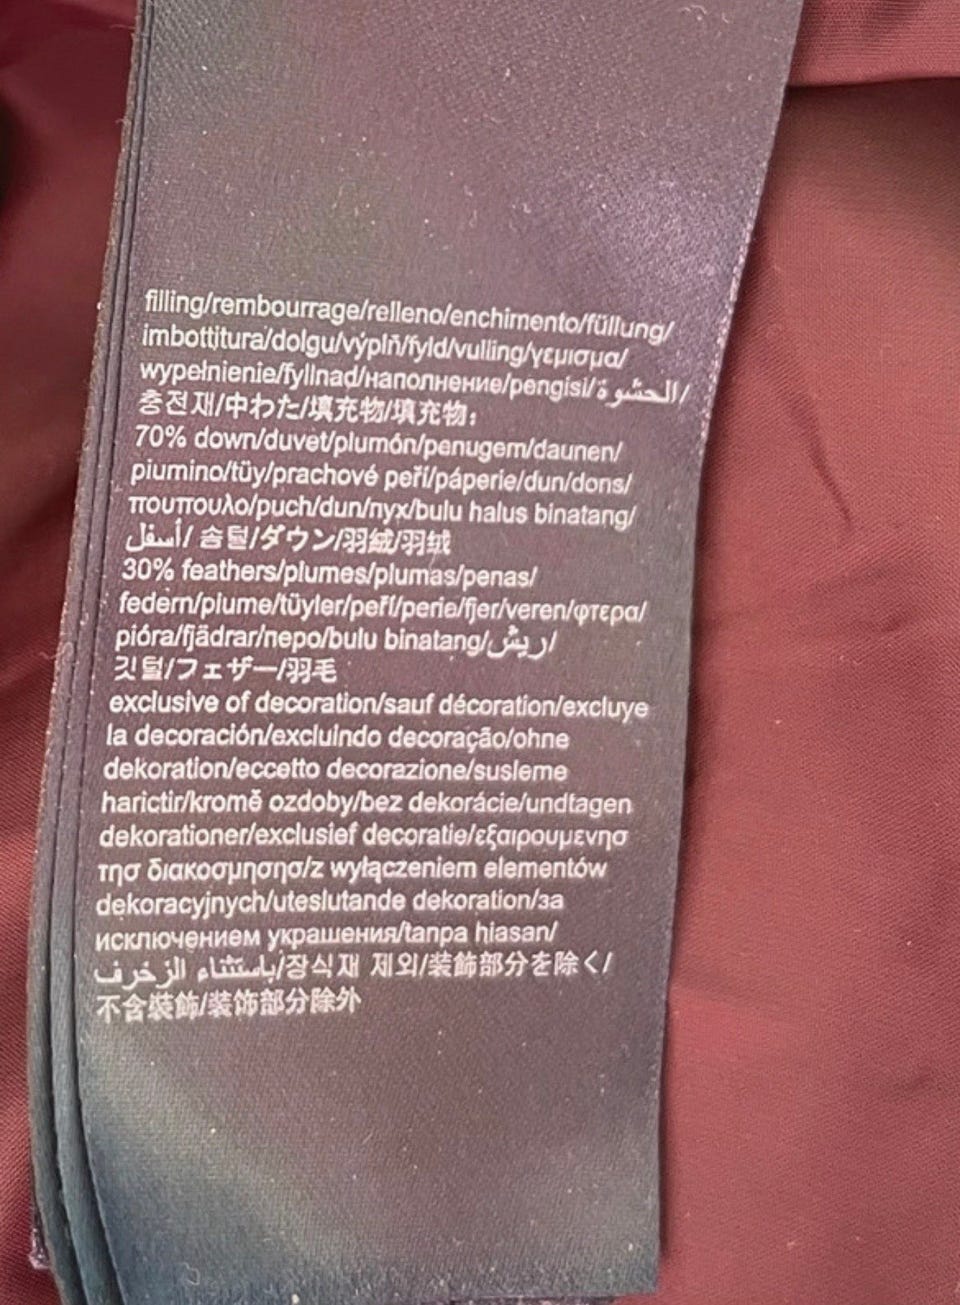 filling/rembourrage/relleno/enchimento/füllung/
imbottitura/dolgu/výplň/fyld/vulling/γεμισμα/
wypełnienie/fyllnad/наполнение/pengisi/الحشوة/
충전재/中わた/填充物/填充物:
70% down/duvet/plumón/penugem/daunen/
piumino/tüy/prachové peří/páperie/dun/dons/
πουπουλο/puch/dun/пух/bulu halus binatang/
أسفل/ 솜털/ダウン/羽絨/羽绒
30% feathers/plumes/plumas/penas/
federn/piume/tüyler/peří/perie/fjer/veren/φτερα/
pióra/fjädrar/перо/bulu binatang/ريش/
깃털/フェザー/羽毛
exclusive of decoration/sauf décoration/excluye
la decoración/excluindo decoração/ohne
dekoration/eccetto decorazione/susleme
harictir/kromě ozdoby/bez dekorácie/undtagen
dekorationer/exclusief decoratie/εξαιρουμενησ
τησ διακοσμησησ/z wyłączeniem elementów
dekoracyjnych/uteslutande dekoration/за
исключением украшения/tanpa hiasan/
باستثناء الزخرف/장식재 제외/装飾部分を除く/
不含裝飾/装饰部分除外